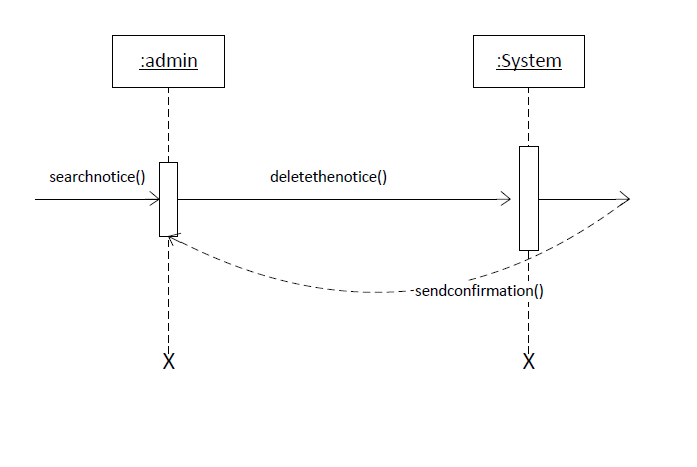 :admin
:System
searchnotice()
deletethenotice()
sendconfirmation()
X
X